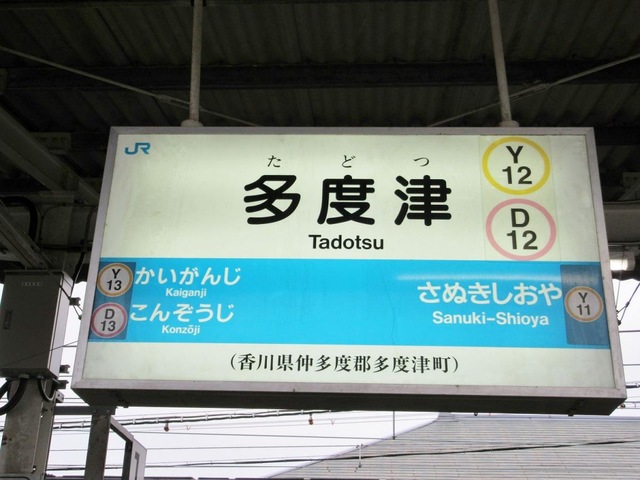 JR
たどつ
多度津
Tadotsu
Y
12
D
12
Y
13
かいがんじ
Kaiganji
D
13
こんぞうじ
Konzōji
さぬきしおや
Sanuki-Shioya
Y
11
(香川県仲多度郡多度津町)